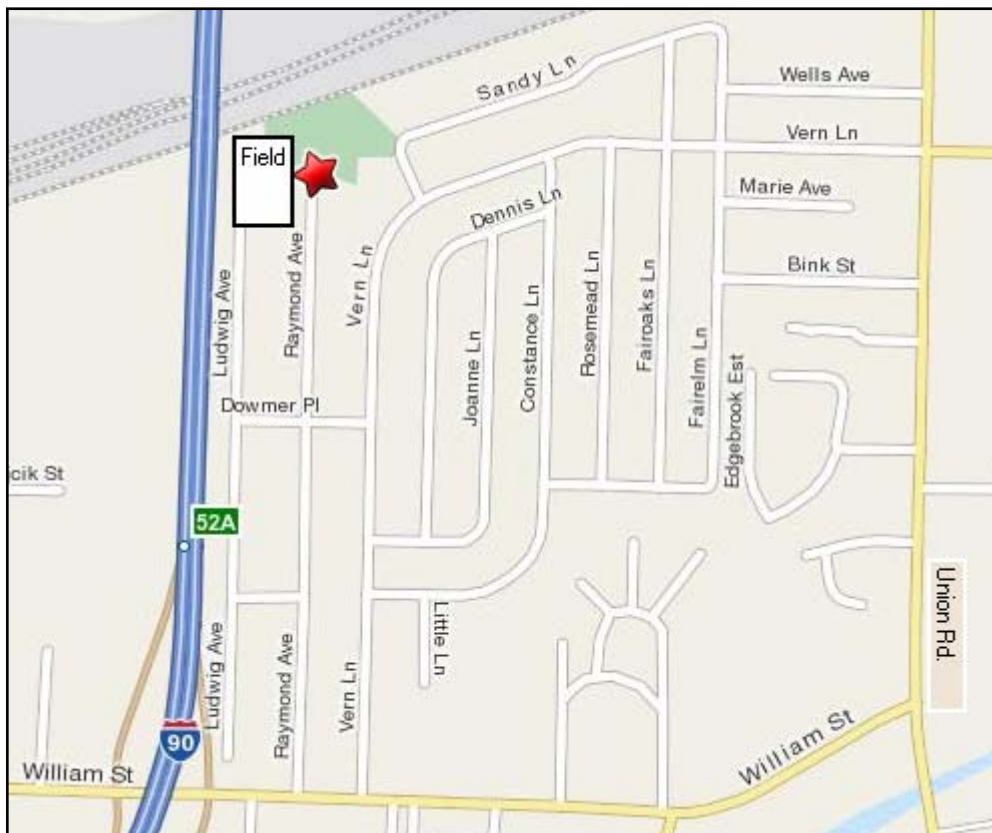 Sandy Ln
Wells Ave
Vern Ln
Field
Marie Ave
Dennis Ln
Bink St
Vern Ln
Raymond Ave
Ludwig Ave
Joanne Ln
Constance Ln
Rosemead Ln
Fairoaks Ln
Fairelm Ln
Edgebrook Est
Dowmer Pl
cik St
52A
Union Rd.
Little Ln
Ludwig Ave
Raymond Ave
Vern Ln
90
William St
William St